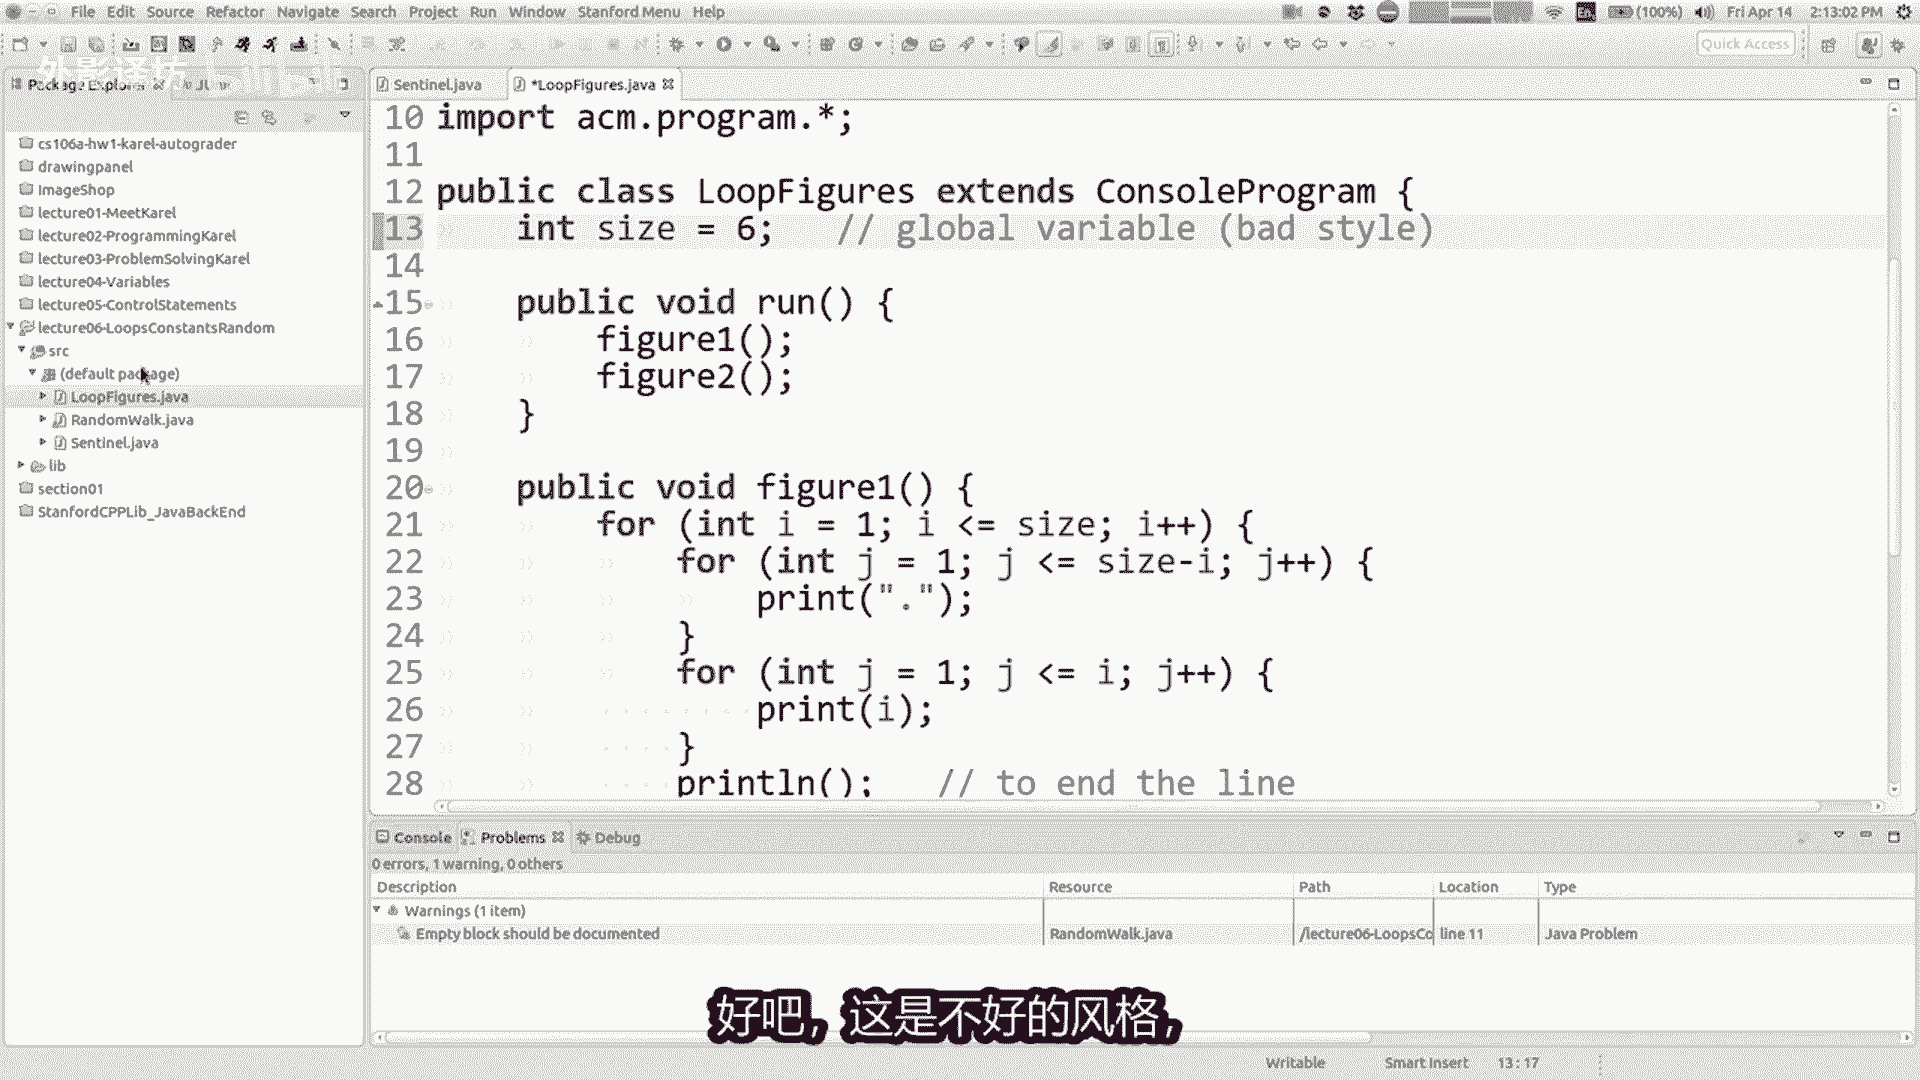 File Edit Source Refactor Navigate Search Project Run Window Stanford Menu Help
En (100%) Fri Apr 14 2:13:02 PM
Quick Access
外影译坊 bilibili
Package Explorer
Sentinel.java *LoopFigures.java
cs106a-hw1-karel-autograder
drawingpanel
ImageShop
lecture01-MeetKarel
lecture02-ProgrammingKarel
lecture03-ProblemSolvingKarel
lecture04-Variables
lecture05-ControlStatements
lecture06-LoopsConstantsRandom
src
(default package)
LoopFigures.java
RandomWalk.java
Sentinel.java
lib
section01
StanfordCPPLib_JavaBackEnd
10 import acm.program.*;
11
12 public class LoopFigures extends ConsoleProgram {
13 int size = 6; // global variable (bad style)
14
15 public void run() {
16 figure1();
17 figure2();
18 }
19
20 public void figure1() {
21 for (int i = 1; i <= size; i++) {
22 for (int j = 1; j <= size-i; j++) {
23 print(".");
24 }
25 for (int j = 1; j <= i; j++) {
26 print(i);
27 }
28 println(); // to end the line
Console Problems Debug
0 errors, 1 warning, 0 others
Description Resource Path Location Type
Warnings (1 item)
Empty block should be documented RandomWalk.java /lecture06-LoopsCo line 11 Java Problem
好吧，这是不好的风格，
Writable Smart Insert 13:17